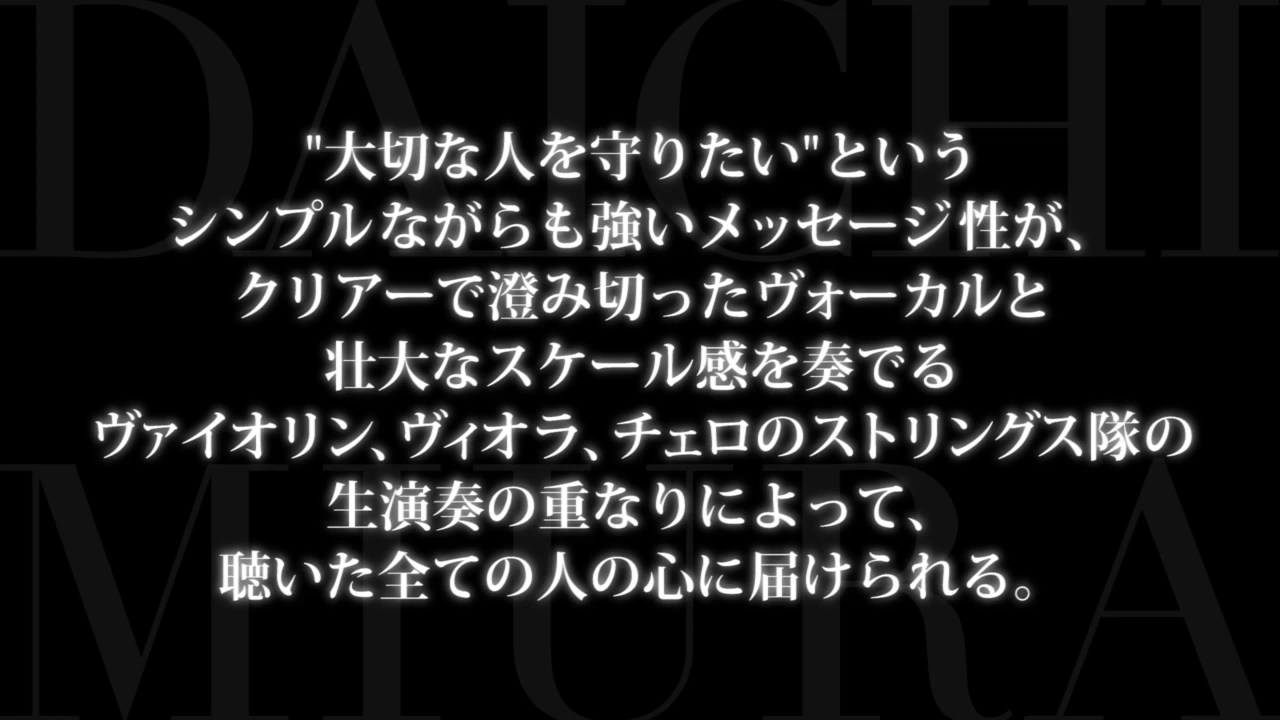 DAICHI
"大切な人を守りたい"という
シンプルながらも強いメッセージ性が、
クリアーで澄み切ったヴォーカルと
壮大なスケール感を奏でる
ヴァイオリン、ヴィオラ、チェロのストリングス隊の
生演奏の重なりによって、
聴いた全ての人の心に届けられる。
MIURA